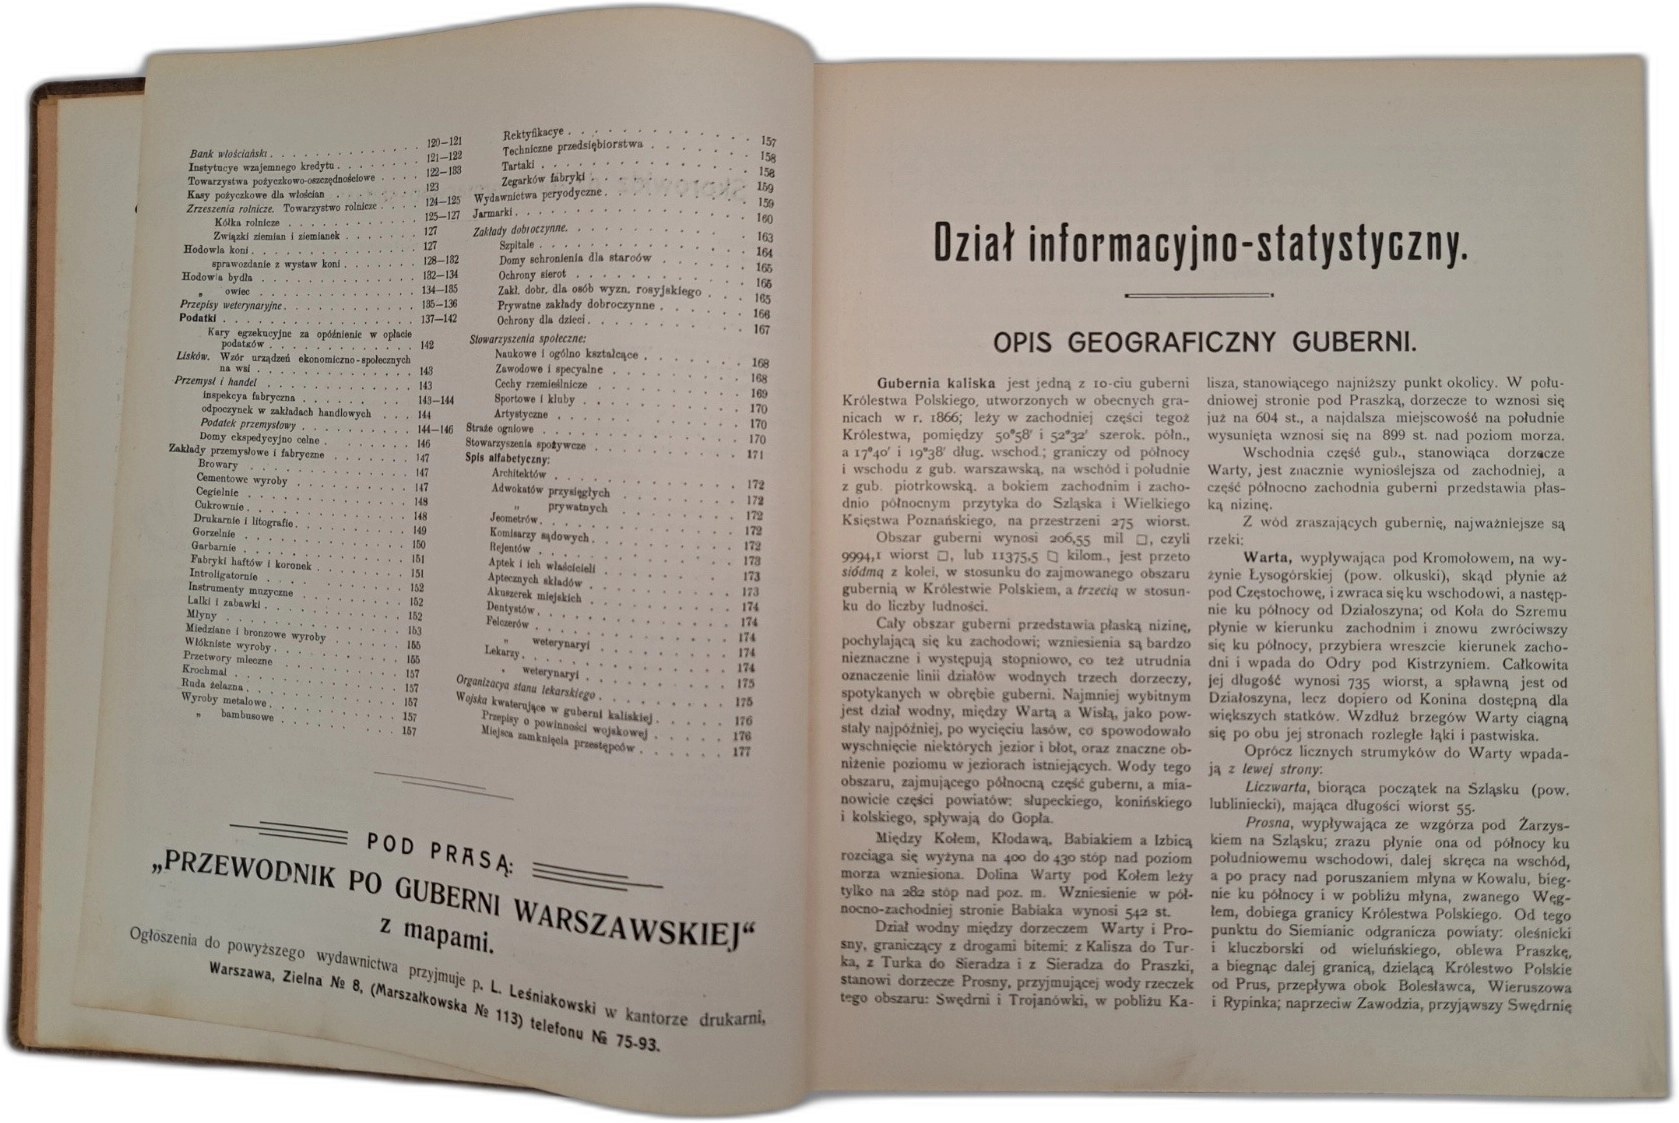 Bank włościański 120—121
Instytucye wzajemnego kredytu 121—122
Towarzystwa pożyczkowo-oszczędnościowe 122—133
Kasy pożyczkowe dla włościan 123
Zrzeszenia rolnicze. Towarzystwo rolnicze 124—125
Kółka rolnicze 125—127
Związki ziemian i ziemianek 127
Hodowla koni 127
sprawozdanie z wystaw koni 128—132
Hodowla bydła 132—134
„ owiec 134—135
Przepisy weterynaryjne 135—136
Podatki 137—142
Kary egzekucyjne za opóźnienie w opłacie
podatków 142
Lisków. Wzór urządzeń ekonomiczno-społecznych
na wsi 143
Przemysł i handel 143
inspekcya fabryczna 143—144
odpoczynek w zakładach handlowych 144
Podatek przemysłowy 144—146
Domy ekspedycyjno celne 146
Zakłady przemysłowe i fabryczne 147
Browary 147
Cementowe wyroby 147
Cegielnie 148
Cukrownie 148
Drukarnie i litografie 149
Gorzelnie 150
Garbarnie 151
Fabryki haftów i koronek 151
Introligatornie 152
Instrumenty muzyczne 152
Lalki i zabawki 152
Młyny 153
Miedziane i bronzowe wyroby 155
Włókniste wyroby 155
Przetwory mleczne 157
Krochmal 157
Ruda żelazna 157
Wyroby metalowe 157
„ bambusowe 157
Rektyfikacye 157
Techniczne przedsiębiorstwa 158
Tartaki 158
Zegarków fabryki 159
Wydawnictwa peryodyczne 159
Jarmarki 160
Zakłady dobroczynne 163
Szpitale 164
Domy schronienia dla starców 165
Ochrony sierot 165
Zakł. dobr. dla osób wyzn. rosyjskiego 165
Prywatne zakłady dobroczynne 166
Ochrony dla dzieci 167
Stowarzyszenia społeczne:
Naukowe i ogólno kształcące 168
Zawodowe i specyalne 168
Cechy rzemieślnicze 169
Sportowe i kluby 170
Artystyczne 170
Straże ogniowe 170
Stowarzyszenia spożywcze 171
Spis alfabetyczny:
Architektów 172
Adwokatów przysięgłych 172
„ prywatnych 172
Jeometrów 172
Komisarzy sądowych 172
Rejentów 173
Aptek i ich właścicieli 173
Aptecznych składów 173
Akuszerek miejskich 174
Dentystów 174
Felczerów 174
„ weterynaryi 174
Lekarzy 174
„ weterynaryi 175
Organizacya stanu lekarskiego 175
Wojska kwaterujące w guberni kaliskiej 176
Przepisy o powinności wojskowej 176
Miejsca zamknięcia przestępców 177
POD PRASĄ:
„PRZEWODNIK PO GUBERNI WARSZAWSKIEJ“
z mapami.
Ogłoszenia do powyższego wydawnictwa przyjmuje p. L. Leśniakowski w kantorze drukarni,
Warszawa, Zielna № 8, (Marszałkowska № 113) telefonu № 75-93.
Dział informacyjno-statystyczny.
OPIS GEOGRAFICZNY GUBERNI.
Gubernia kaliska jest jedną z 10-ciu guberni
Królestwa Polskiego, utworzonych w obecnych gra-
nicach w r. 1866; leży w zachodniej części tegoż
Królestwa, pomiędzy 50°58′ i 52°32′ szerok. półn.,
a 17°40′ i 19°38′ dług. wschod.; graniczy od północy
i wschodu z gub. warszawską, na wschód i południe
z gub. piotrkowską. a bokiem zachodnim i zacho-
dnio północnym przytyka do Szląska i Wielkiego
Księstwa Poznańskiego, na przestrzeni 275 wiorst.
Obszar guberni wynosi 206,55 mil □, czyli
9994,1 wiorst □, lub 11375,5 □ kilom., jest przeto
siódmą z kolei, w stosunku do zajmowanego obszaru
gubernią w Królestwie Polskiem, a trzecią w stosun-
ku do liczby ludności.
Cały obszar guberni przedstawia płaską nizinę,
pochylającą się ku zachodowi; wzniesienia są bardzo
nieznaczne i występują stopniowo, co też utrudnia
oznaczenie linii działów wodnych trzech dorzeczy,
spotykanych w obrębie guberni. Najmniej wybitnym
jest dział wodny, między Wartą a Wisłą, jako pow-
stały najpóźniej, po wycięciu lasów, co spowodowało
wyschnięcie niektórych jezior i błot, oraz znaczne ob-
niżenie poziomu w jeziorach istniejących. Wody tego
obszaru, zajmującego północną część guberni, a mia-
nowicie części powiatów: słupeckiego, konińskiego
i kolskiego, spływają do Gopła.
Między Kołem, Kłodawą, Babiakiem a Izbicą
rozciąga się wyżyna na 400 do 430 stóp nad poziom
morza wzniesiona. Dolina Warty pod Kołem leży
tylko na 282 stóp nad poz. m. Wzniesienie w pół-
nocno-zachodniej stronie Babiaka wynosi 542 st.
Dział wodny między dorzeczem Warty i Pro-
sny, graniczący z drogami bitemi; z Kalisza do Tur-
ka, z Turka do Sieradza i z Sieradza do Praszki,
stanowi dorzecze Prosny, przyjmującej wody rzeczek
tego obszaru: Swędrni i Trojanówki, w pobliżu Ka-
lisza, stanowiącego najniższy punkt okolicy. W połu-
dniowej stronie pod Praszką, dorzecze to wznosi się
już na 604 st., a najdalsza miejscowość na południe
wysunięta wznosi się na 899 st. nad poziom morza.
Wschodnia część gub., stanowiąca dorzecze
Warty, jest znacznie wynioślejsza od zachodniej, a
część północno zachodnia guberni przedstawia płas-
ką nizinę.
Z wód zraszających gubernię, najważniejsze są
rzeki:
Warta, wypływająca pod Kromołowem, na wy-
żynie Łysogórskiej (pow. olkuski), skąd płynie aż
pod Częstochowę, i zwraca się ku wschodowi, a następ-
nie ku północy od Działoszyna; od Koła do Szremu
płynie w kierunku zachodnim i znowu zwróciwszy
się ku północy, przybiera wreszcie kierunek zacho-
dni i wpada do Odry pod Kistrzyniem. Całkowita
jej długość wynosi 735 wiorst, a spławną jest od
Działoszyna, lecz dopiero od Konina dostępną dla
większych statków. Wzdłuż brzegów Warty ciągną
się po obu jej stronach rozległe łąki i pastwiska.
Oprócz licznych strumyków do Warty wpada-
ją z lewej strony:
Liczwarta, biorąca początek na Szląsku (pow.
lubliniecki), mająca długości wiorst 55.
Prosna, wypływająca ze wzgórza pod Żarzys-
kiem na Szląsku; zrazu płynie ona od północy ku
południowemu wschodowi, dalej skręca na wschód,
a po pracy nad poruszaniem młyna w Kowalu, bieg-
nie ku północy i w pobliżu młyna, zwanego Węg-
łem, dobiega granicy Królestwa Polskiego. Od tego
punktu do Siemianic odgranicza powiaty: oleśnicki
i kluczborski od wieluńskiego, oblewa Praszkę,
a biegnąc dalej granicą, dzielącą Królestwo Polskie
od Prus, przepływa obok Bolesławca, Wieruszowa
i Rypinka; naprzeciw Zawodzia, przyjąwszy Swędrnię